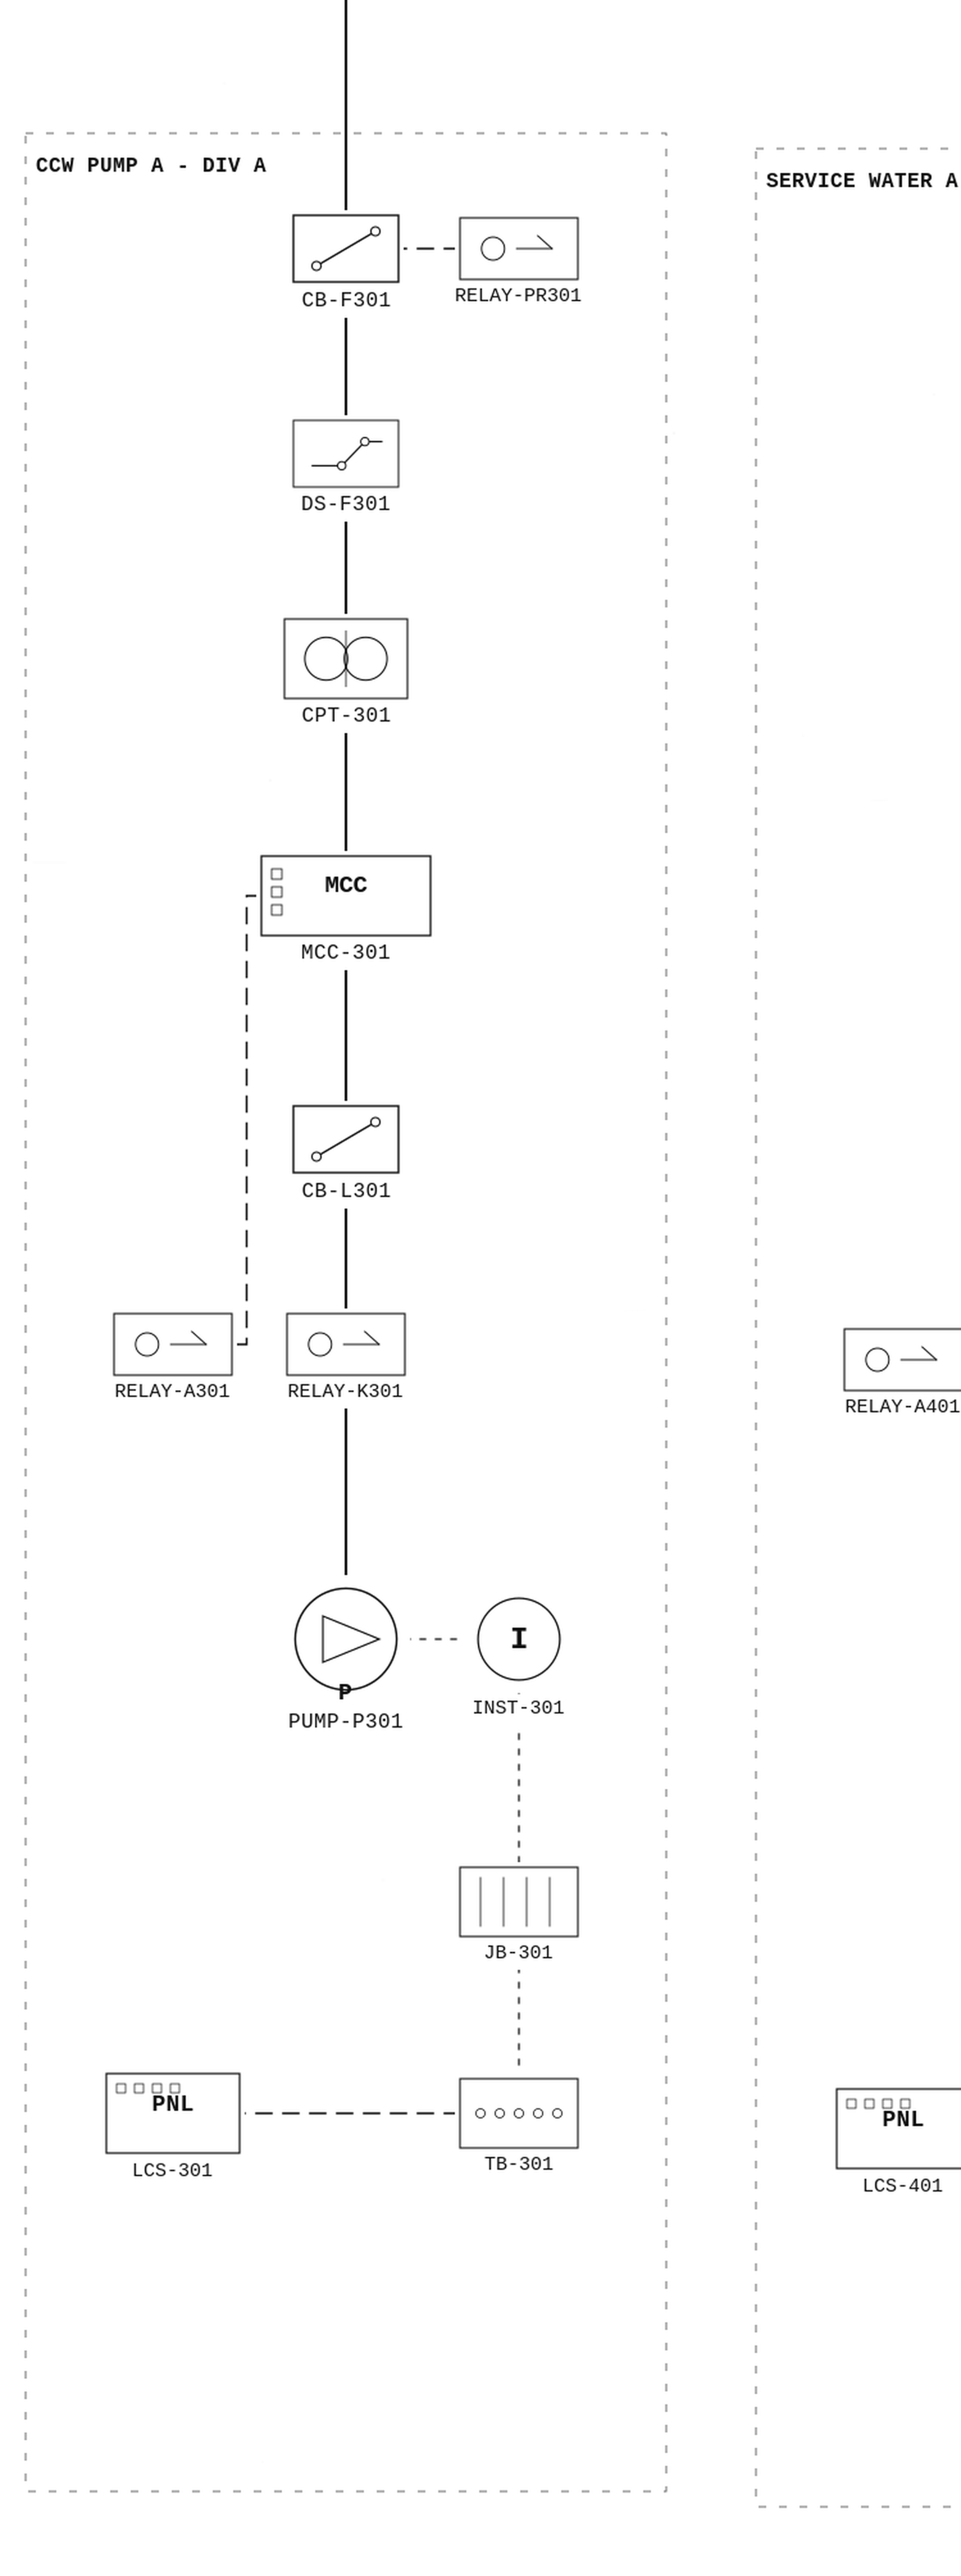 CCW PUMP A - DIV A
SERVICE WATER A
CB-F301
RELAY-PR301
DS-F301
CPT-301
MCC
MCC-301
CB-L301
RELAY-A301
RELAY-K301
RELAY-A401
I
P
INST-301
PUMP-P301
JB-301
PNL
LCS-301
TB-301
PNL
LCS-401